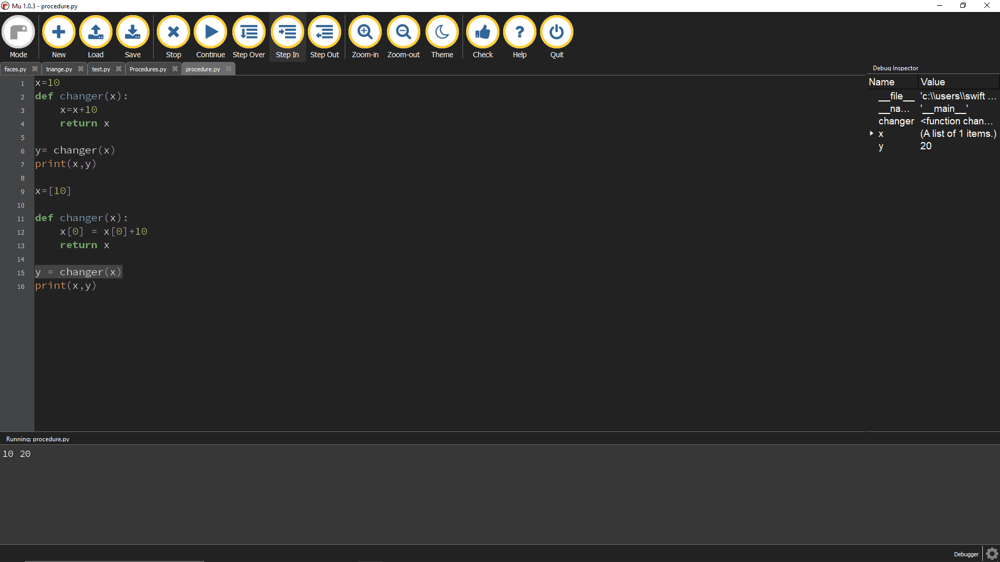 Mu 1.0.3 - procedure.py
Mode New Load Save Stop Continue Step Over Step In Step Out Zoom-in Zoom-out Theme Check Help Quit
faces.py triange.py test.py Procedures.py procedure.py
1 x=10
2 def changer(x):
3     x=x+10
4     return x
5
6 y= changer(x)
7 print(x,y)
8
9 x=[10]
10
11 def changer(x):
12     x[0] = x[0]+10
13     return x
14
15 y = changer(x)
16 print(x,y)
Debug Inspector
Name Value
__file__ 'c:\\users\\swift ...
__na... '__main__'
changer <function chan...
x (A list of 1 items.)
y 20
Running: procedure.py
10 20
Debugger